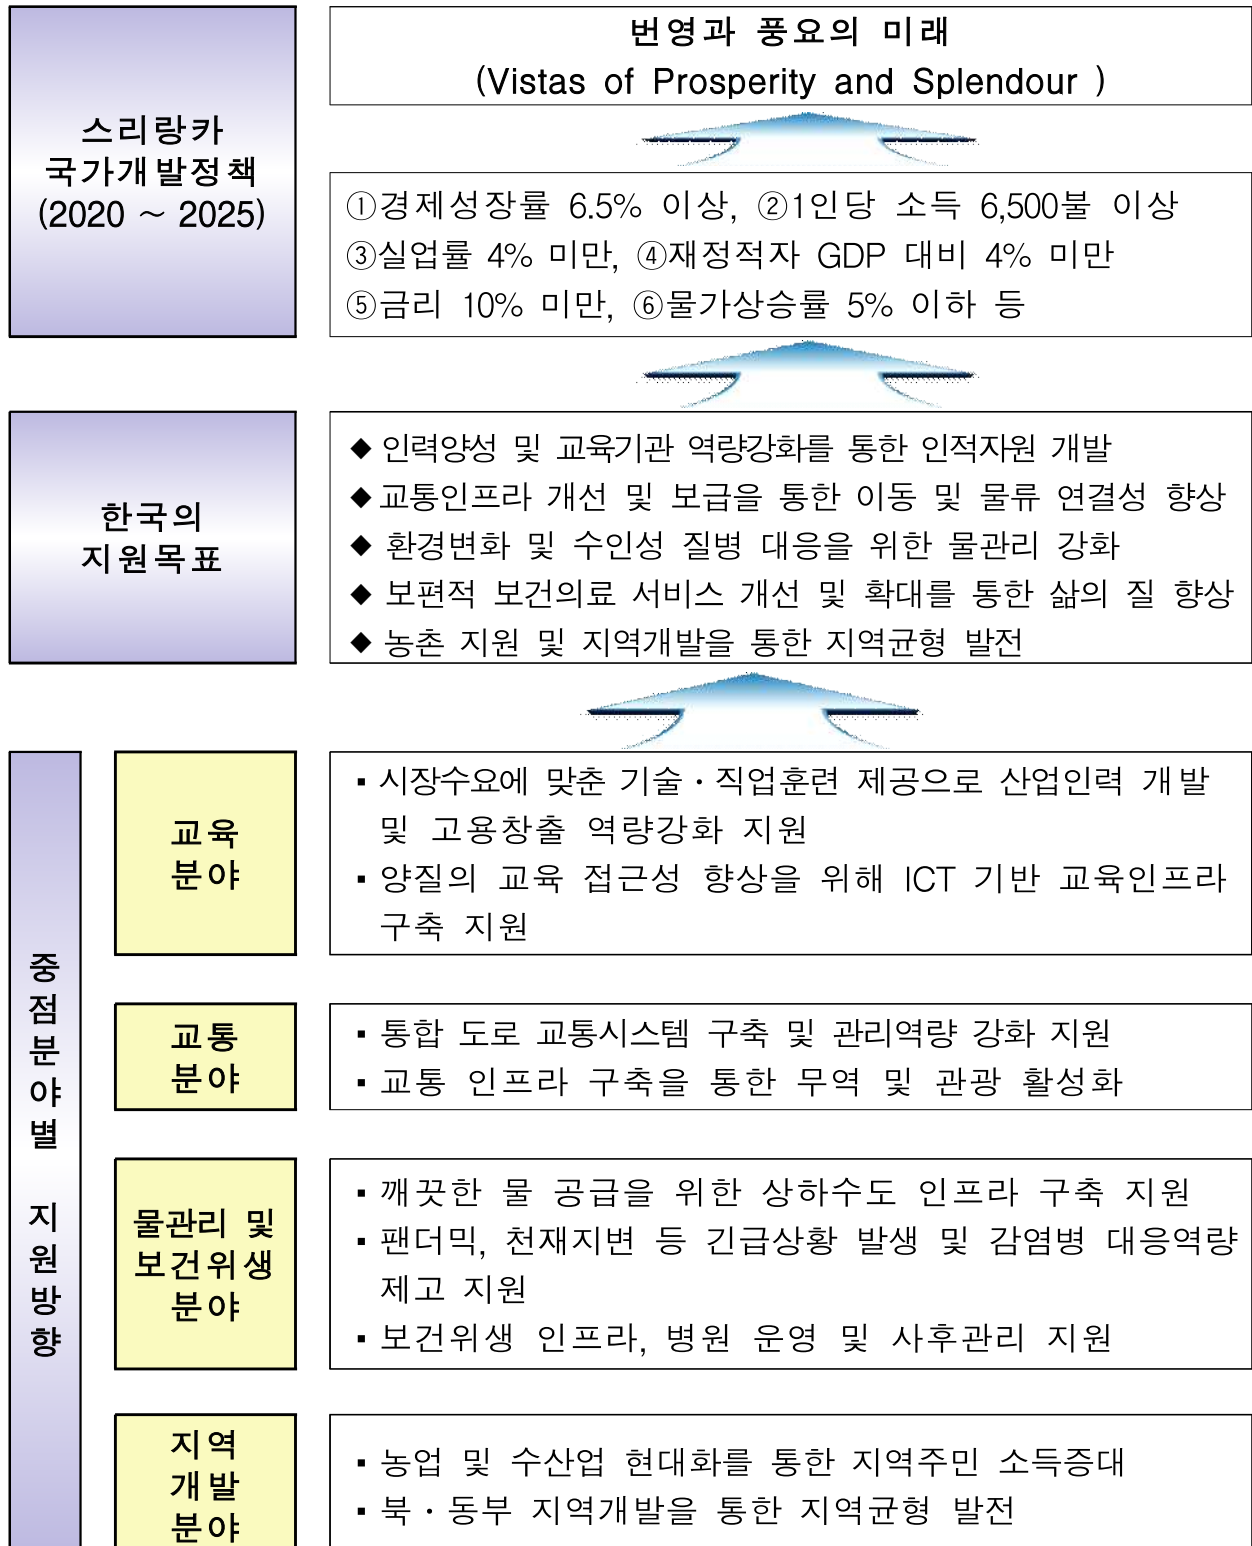 스리랑카
국가개발정책
(2020 ~ 2025)
번영과 풍요의 미래
(Vistas of Prosperity and Splendour )
①경제성장률 6.5% 이상, ②1인당 소득 6,500불 이상
③실업률 4% 미만, ④재정적자 GDP 대비 4% 미만
⑤금리 10% 미만, ⑥물가상승률 5% 이하 등
한국의
지원목표
◆ 인력양성 및 교육기관 역량강화를 통한 인적자원 개발
◆ 교통인프라 개선 및 보급을 통한 이동 및 물류 연결성 향상
◆ 환경변화 및 수인성 질병 대응을 위한 물관리 강화
◆ 보편적 보건의료 서비스 개선 및 확대를 통한 삶의 질 향상
◆ 농촌 지원 및 지역개발을 통한 지역균형 발전
중점분야별 지원방향
교육
분야
▪ 시장수요에 맞춘 기술·직업훈련 제공으로 산업인력 개발
및 고용창출 역량강화 지원
▪ 양질의 교육 접근성 향상을 위해 ICT 기반 교육인프라
구축 지원
교통
분야
▪ 통합 도로 교통시스템 구축 및 관리역량 강화 지원
▪ 교통 인프라 구축을 통한 무역 및 관광 활성화
물관리 및
보건위생
분야
▪ 깨끗한 물 공급을 위한 상하수도 인프라 구축 지원
▪ 팬더믹, 천재지변 등 긴급상황 발생 및 감염병 대응역량
제고 지원
▪ 보건위생 인프라, 병원 운영 및 사후관리 지원
지역
개발
분야
▪ 농업 및 수산업 현대화를 통한 지역주민 소득증대
▪ 북·동부 지역개발을 통한 지역균형 발전